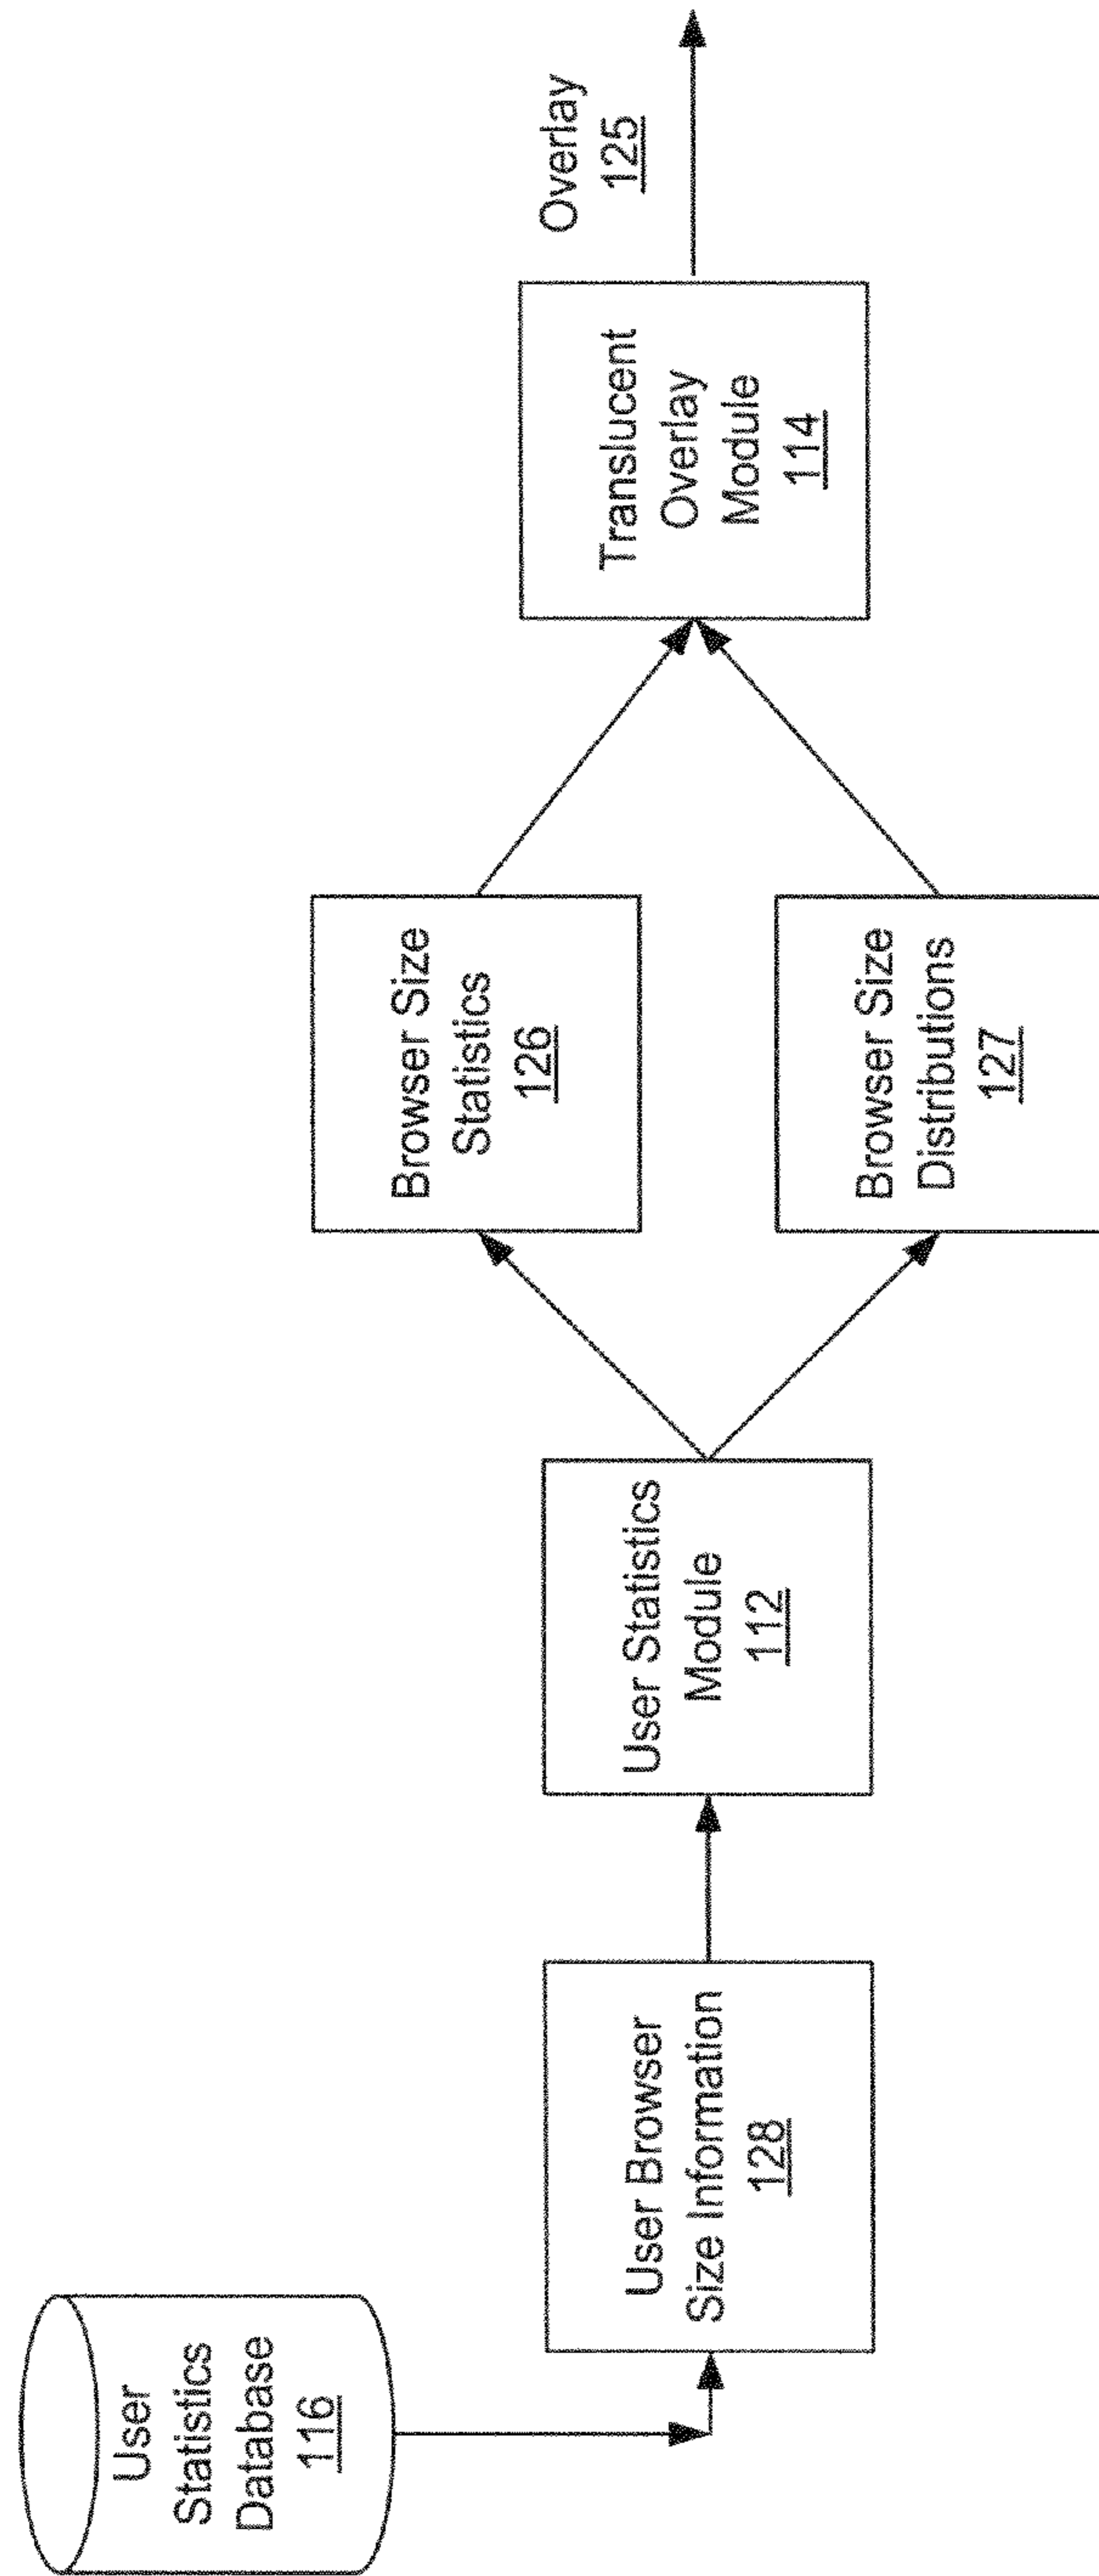 User
Statistics
Database
116
User Browser
Size Information
128
User Statistics
Module
112
Browser Size
Statistics
126
Browser Size
Distributions
127
Translucent
Overlay
Module
114
Overlay
125